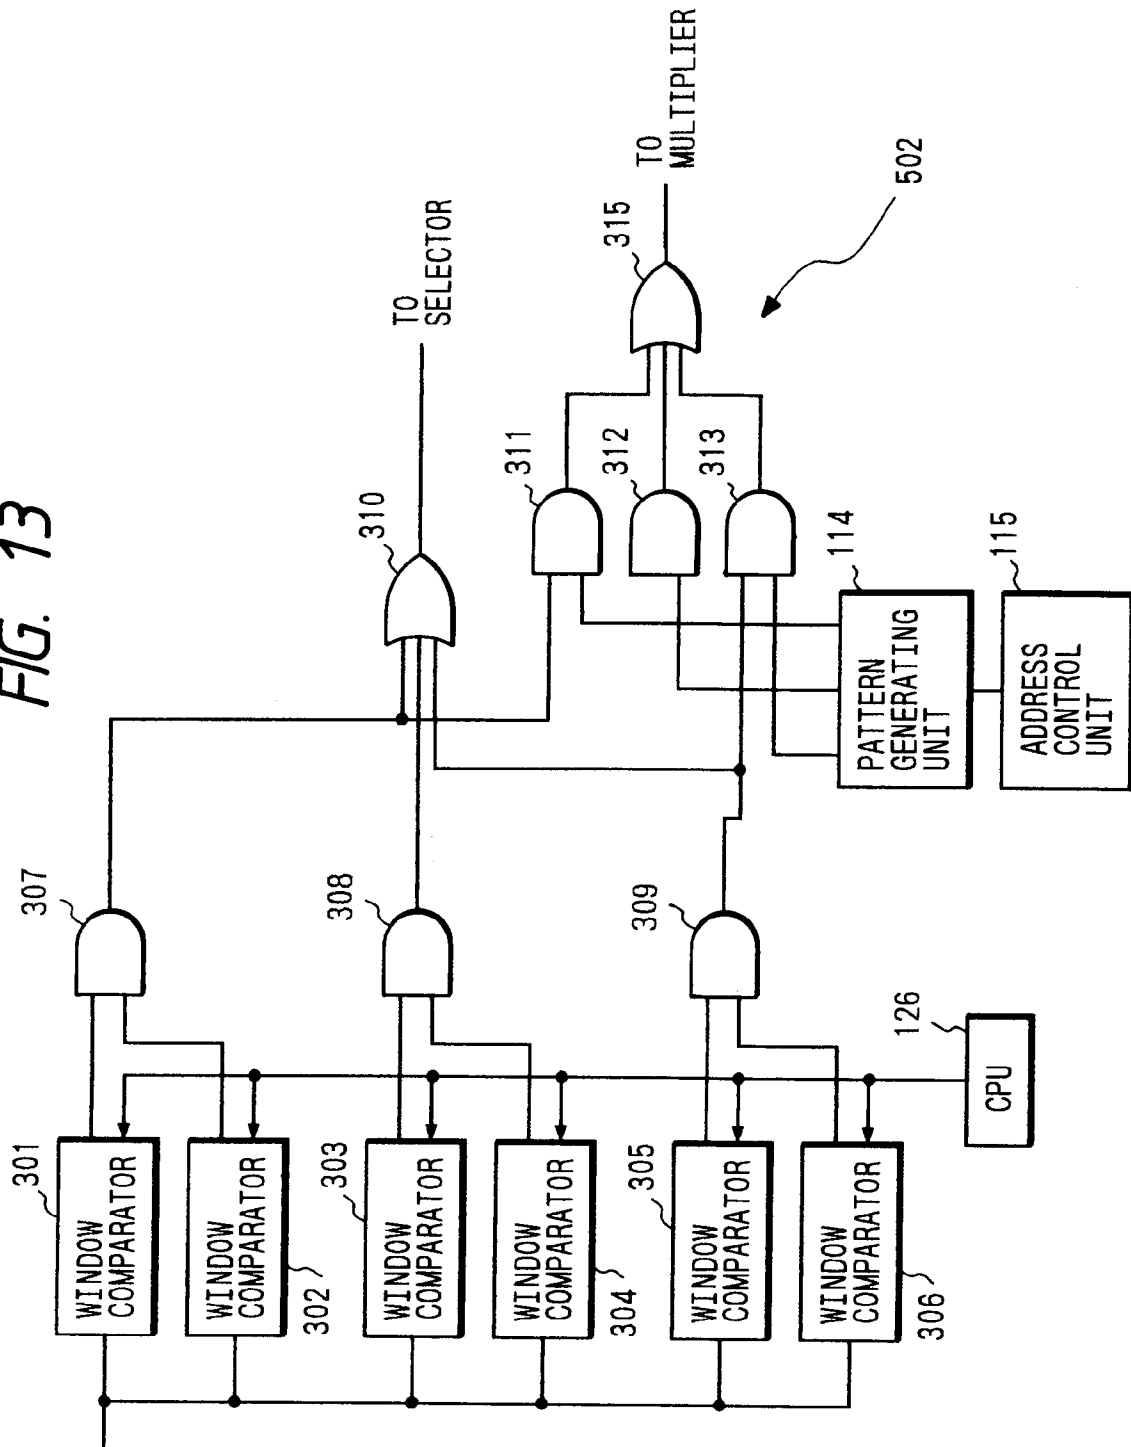 FIG. 13
301
WINDOW
COMPARATOR
WINDOW
COMPARATOR
302
303
WINDOW
COMPARATOR
WINDOW
COMPARATOR
304
305
WINDOW
COMPARATOR
WINDOW
COMPARATOR
306
126
CPU
307
308
309
310
TO
SELECTOR
311
312
313
315
TO
MULTIPLIER
502
114
PATTERN
GENERATING
UNIT
115
ADDRESS
CONTROL
UNIT